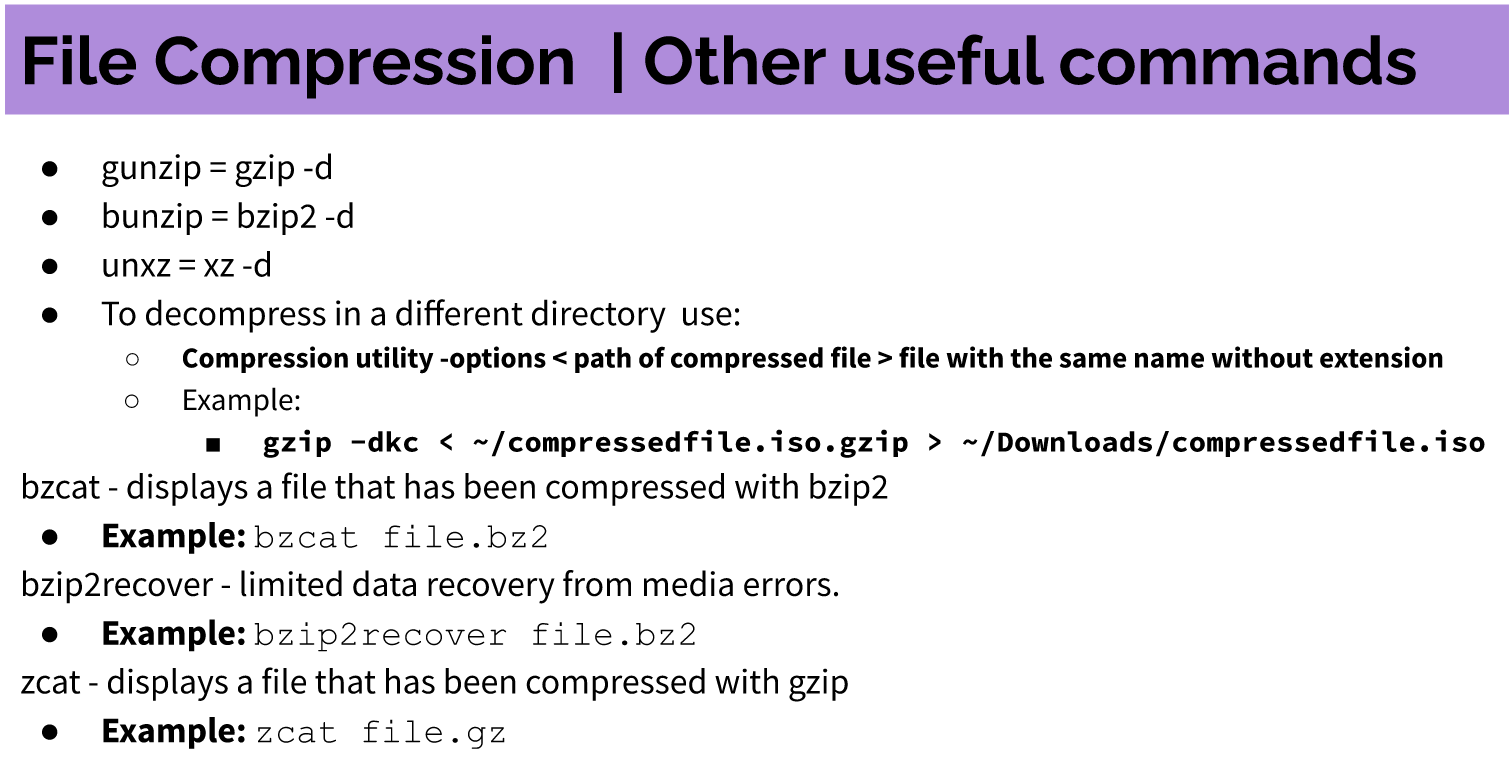 File Compression | Other useful commands
● gunzip = gzip -d
● bunzip = bzip2 -d
● unxz = xz -d
● To decompress in a different directory use:
○ Compression utility -options < path of compressed file > file with the same name without extension
○ Example:
■ gzip -dkc < ~/compressedfile.iso.gzip > ~/Downloads/compressedfile.iso
bzcat - displays a file that has been compressed with bzip2
● Example: bzcat file.bz2
bzip2recover - limited data recovery from media errors.
● Example: bzip2recover file.bz2
zcat - displays a file that has been compressed with gzip
● Example: zcat file.gz